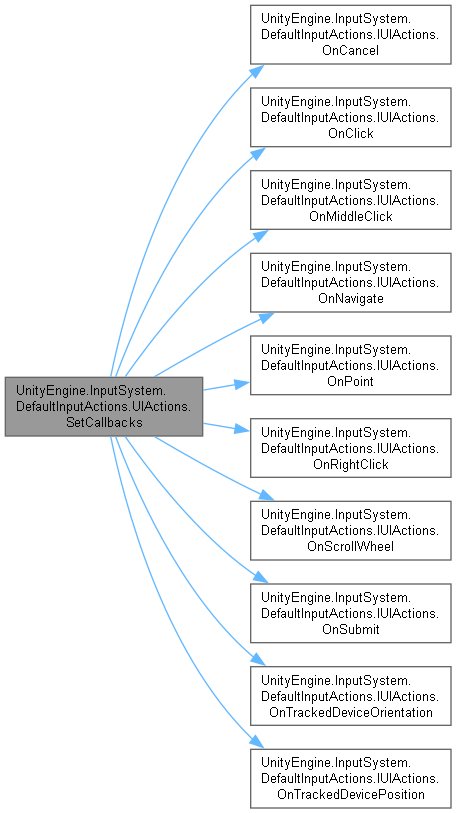 UnityEngine.InputSystem.
DefaultInputActions.IUIActions.
OnCancel
UnityEngine.InputSystem.
DefaultInputActions.IUIActions.
OnClick
UnityEngine.InputSystem.
DefaultInputActions.IUIActions.
OnMiddleClick
UnityEngine.InputSystem.
DefaultInputActions.IUIActions.
OnNavigate
UnityEngine.InputSystem.
DefaultInputActions.IUIActions.
OnPoint
UnityEngine.InputSystem.
DefaultInputActions.UIActions.
SetCallbacks
UnityEngine.InputSystem.
DefaultInputActions.IUIActions.
OnRightClick
UnityEngine.InputSystem.
DefaultInputActions.IUIActions.
OnScrollWheel
UnityEngine.InputSystem.
DefaultInputActions.IUIActions.
OnSubmit
UnityEngine.InputSystem.
DefaultInputActions.IUIActions.
OnTrackedDeviceOrientation
UnityEngine.InputSystem.
DefaultInputActions.IUIActions.
OnTrackedDevicePosition